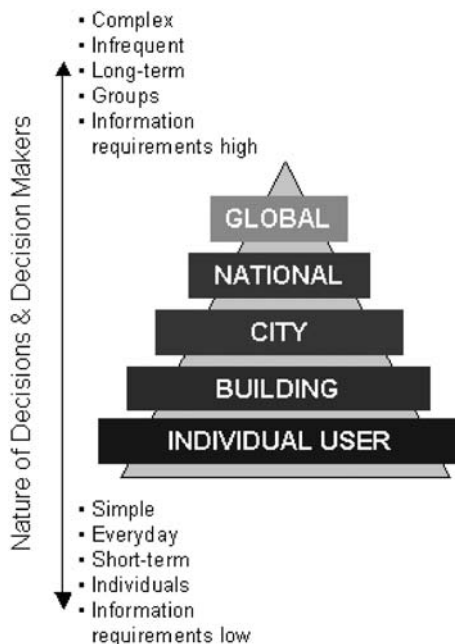 ▪ Complex
▪ Infrequent
▪ Long-term
▪ Groups
▪ Information
requirements high
Nature of Decisions & Decision Makers
GLOBAL
NATIONAL
CITY
BUILDING
INDIVIDUAL USER
▪ Simple
▪ Everyday
▪ Short-term
▪ Individuals
▪ Information
requirements low